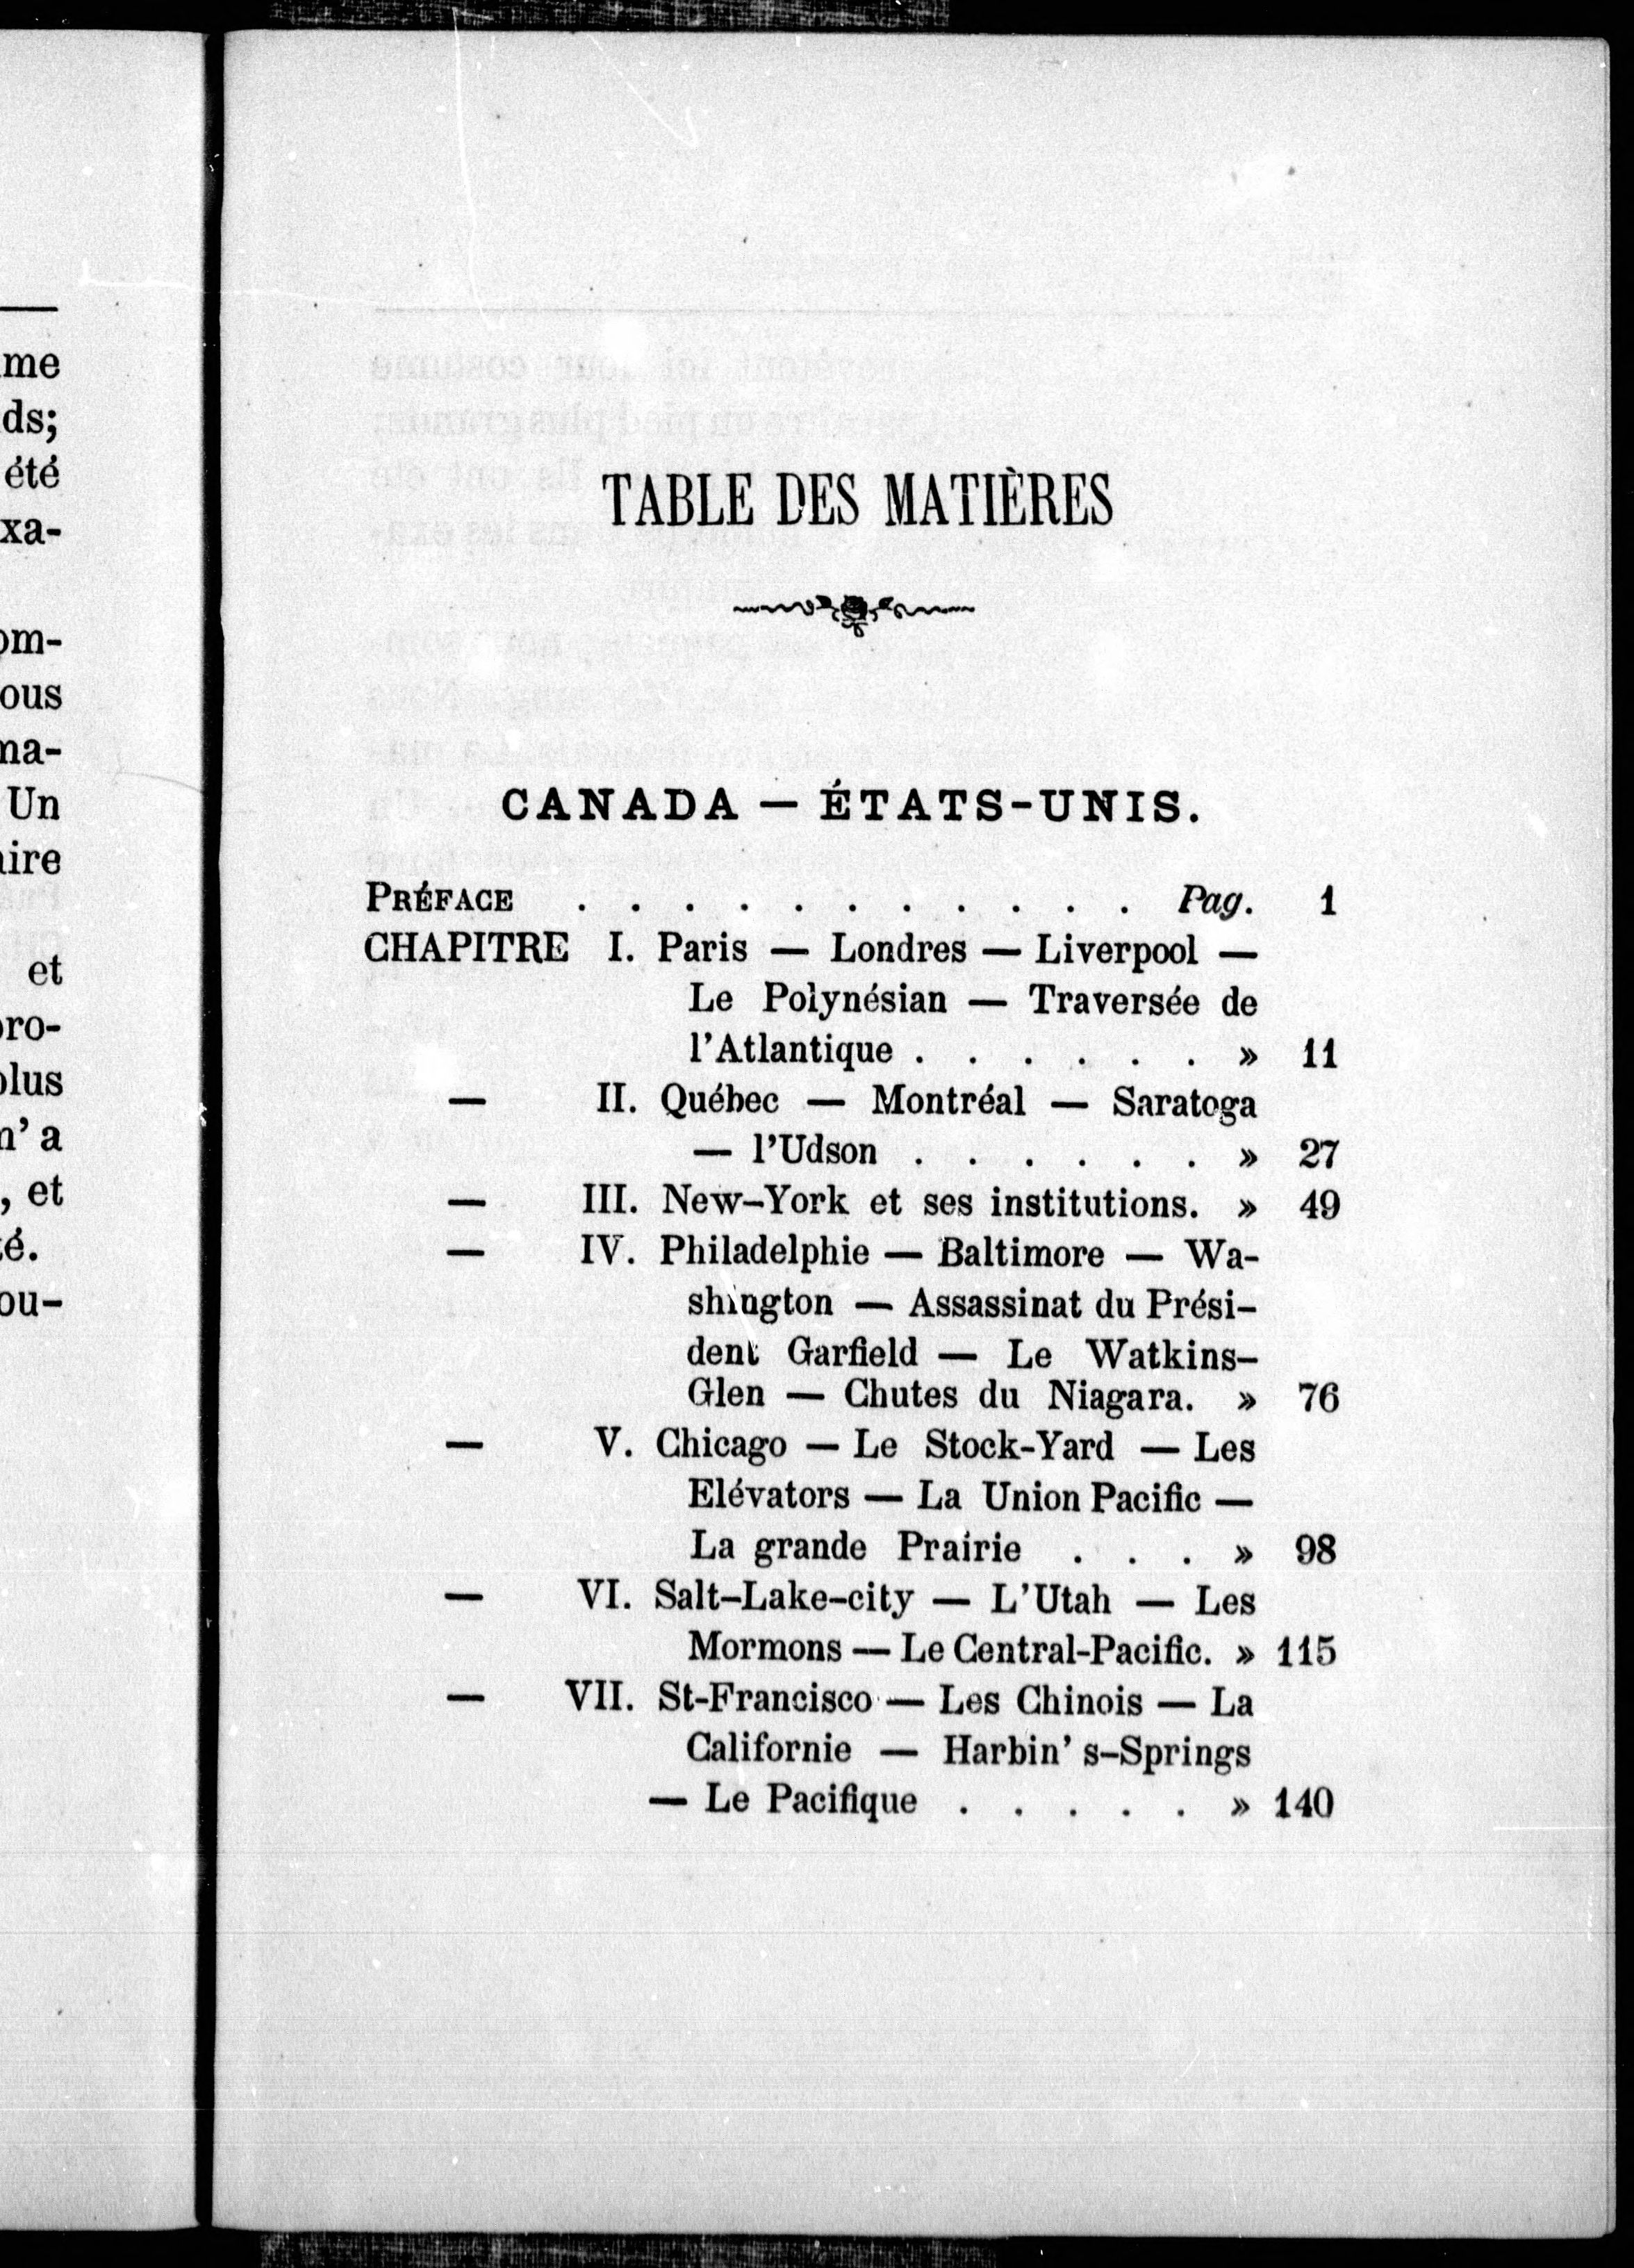 me
ds;
été
xa-
om-
ous
ma-
Un
aire
et
pro-
plus
m' a
, et
té.
ou-
TABLE DES MATIÈRES
CANADA — ÉTATS-UNIS.
PRÉFACE . . . . . . . . . . . Pag. 1
CHAPITRE I. Paris — Londres — Liverpool —
Le Polynésian — Traversée de
l'Atlantique . . . . . . » 11
— II. Québec — Montréal — Saratoga
— l'Udson . . . . . . » 27
— III. New-York et ses institutions. » 49
— IV. Philadelphie — Baltimore — Wa-
shington — Assassinat du Prési-
dent Garfield — Le Watkins-
Glen — Chutes du Niagara. » 76
— V. Chicago — Le Stock-Yard — Les
Elévators — La Union Pacific —
La grande Prairie . . . » 98
— VI. Salt-Lake-city — L'Utah — Les
Mormons — Le Central-Pacific. » 115
— VII. St-Francisco — Les Chinois — La
Californie — Harbin' s-Springs
— Le Pacifique . . . . . » 140